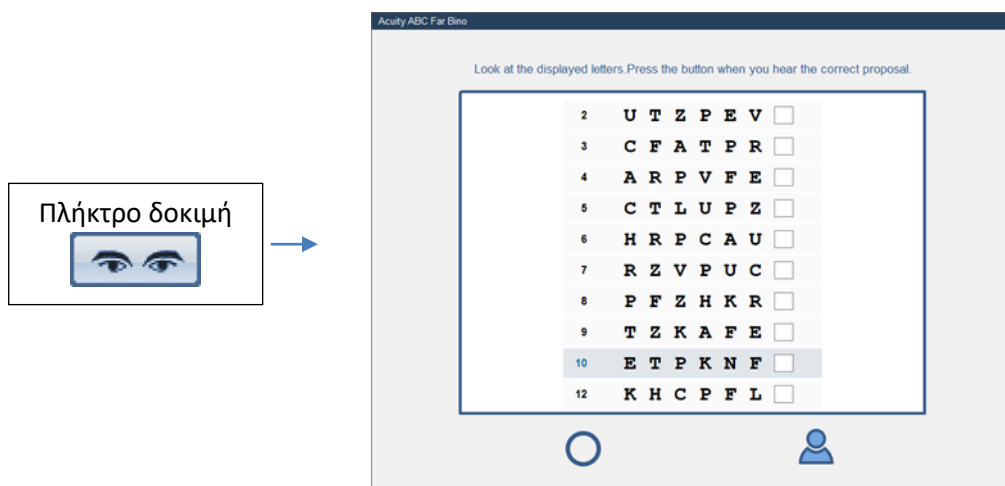 Acuity ABC Far Bino
Look at the displayed letters.Press the button when you hear the correct proposal.
2 U T Z P E V
3 C F A T P R
4 A R P V F E
5 C T L U P Z
6 H R P C A U
7 R Z V P U C
8 P F Z H K R
9 T Z K A F E
10 E T P K N F
12 K H C P F L
Πλήκτρο δοκιμή